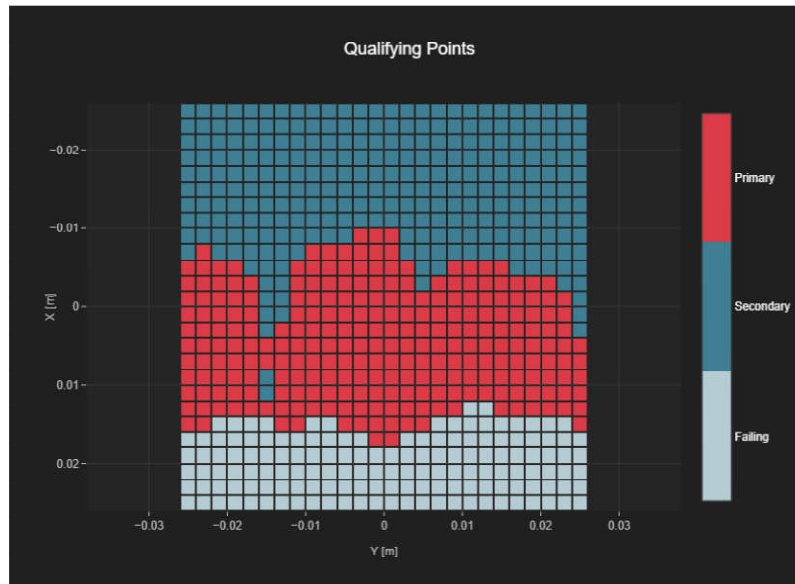 Qualifying Points
Primary
Secondary
Failing
−0.02
−0.01
0
0.01
0.02
X [m]
−0.03
−0.02
−0.01
0
0.01
0.02
0.03
Y [m]